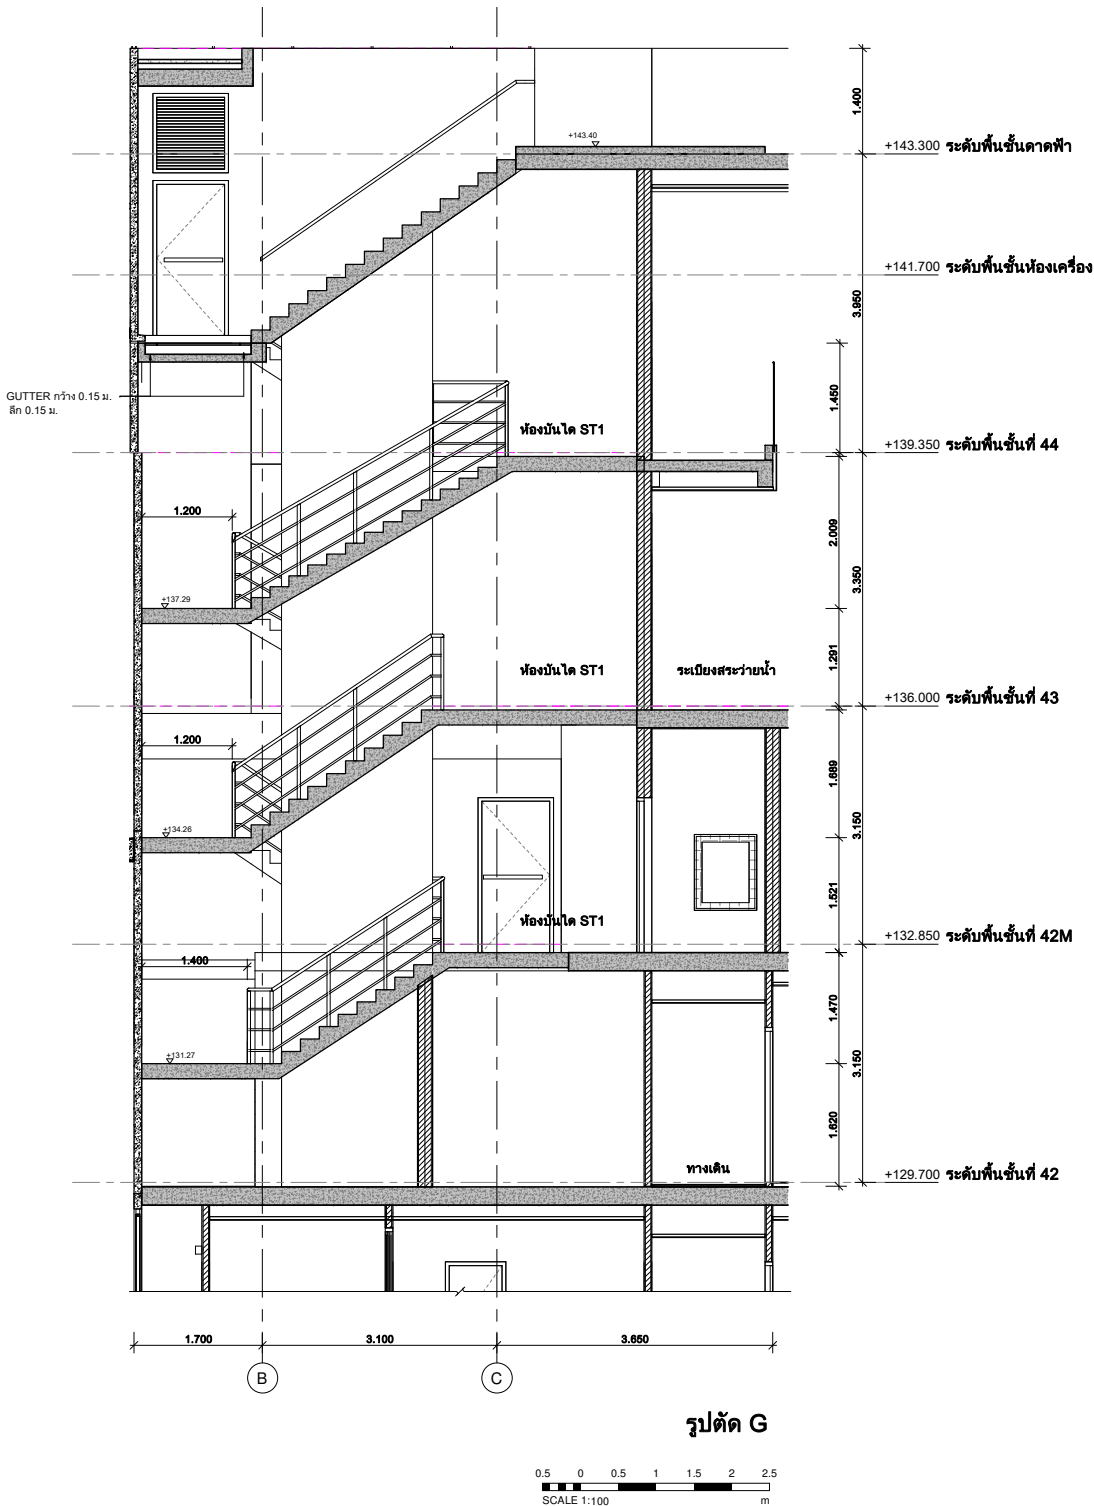 1.400
+143.40
+143.300 ระดับพื้นชั้นดาดฟ้า
+141.700 ระดับพื้นชั้นห้องเครื่อง
3.950
GUTTER กว้าง 0.15 ม.
ลึก 0.15 ม.
1.450
ห้องบันได ST1
+139.350 ระดับพื้นชั้นที่ 44
1.200
2.009
3.350
+137.29
1.291
ห้องบันได ST1
ระเบียงสระว่ายน้ำ
+136.000 ระดับพื้นชั้นที่ 43
1.200
1.689
3.150
+134.26
1.521
ห้องบันได ST1
+132.850 ระดับพื้นชั้นที่ 42M
1.400
1.470
+131.27
3.150
1.620
ทางเดิน
+129.700 ระดับพื้นชั้นที่ 42
1.700 3.100 3.650
B C
รูปตัด G
0.5 0 0.5 1 1.5 2 2.5
SCALE 1:100 m